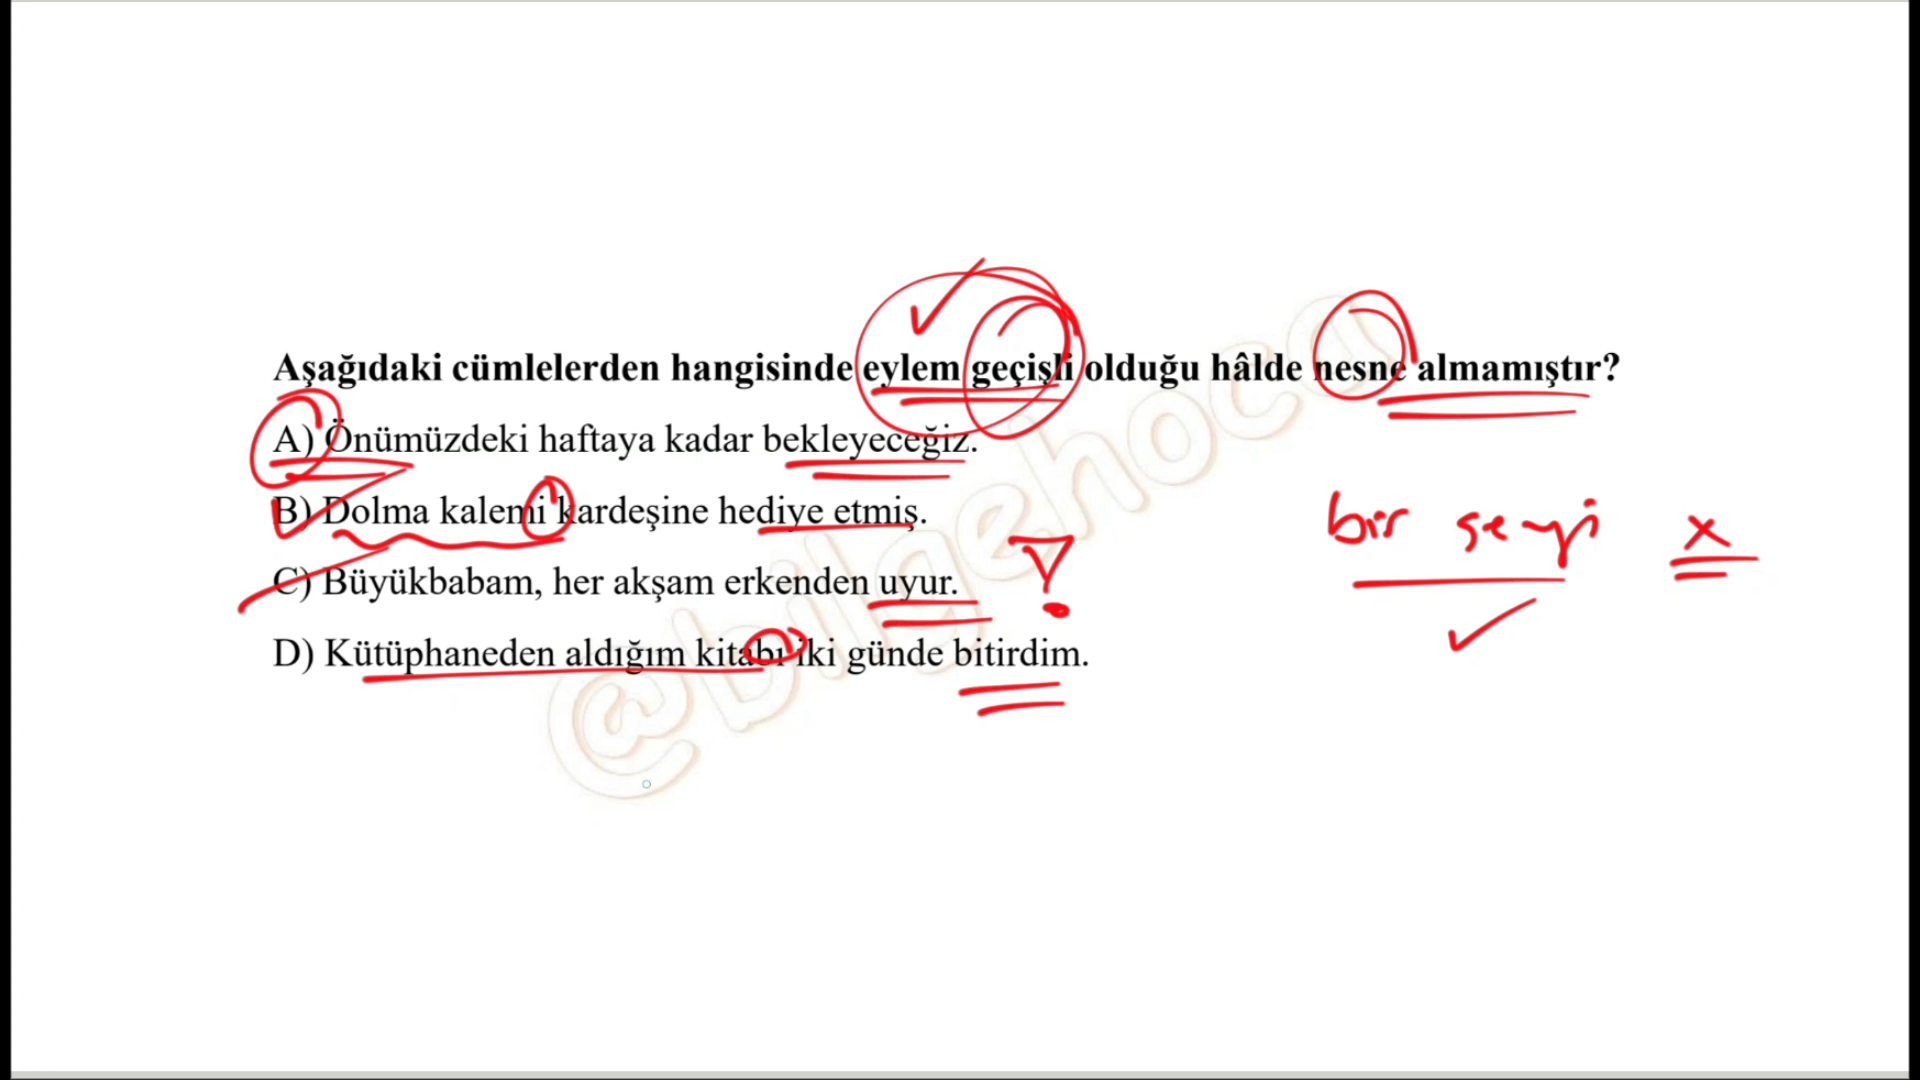 Aşağıdaki cümlelerden hangisinde eylem geçişli olduğu hâlde nesne almamıştır?
A) Önümüzdeki haftaya kadar bekleyeceğiz.
B) Dolma kalemi kardeşine hediye etmiş.
bir şeyi x
C) Büyükbabam, her akşam erkenden uyur.
D) Kütüphaneden aldığım kitabı iki günde bitirdim.
@bilgehoca